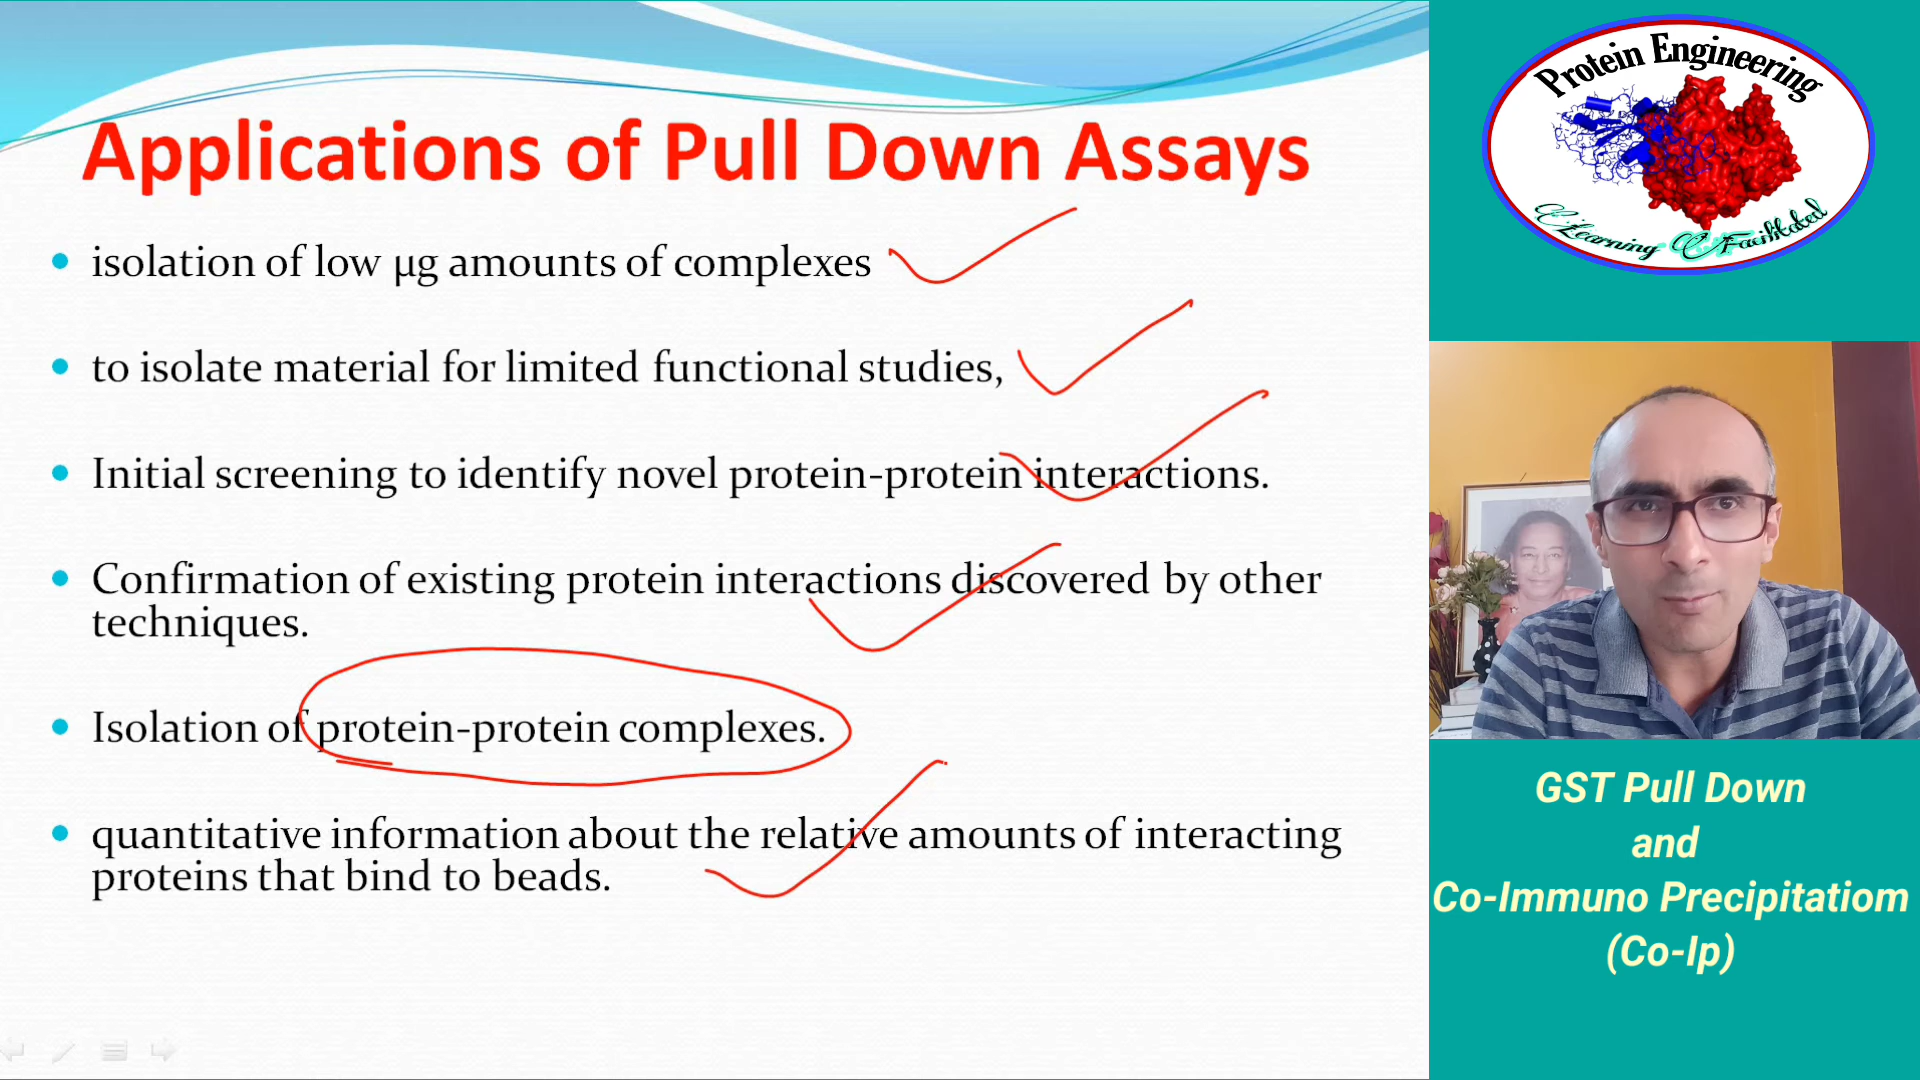 Applications of Pull Down Assays
isolation of low μg amounts of complexes
to isolate material for limited functional studies,
Initial screening to identify novel protein-protein interactions.
Confirmation of existing protein interactions discovered by other
techniques.
Isolation of protein-protein complexes.
quantitative information about the relative amounts of interacting
proteins that bind to beads.
Protein Engineering
Learning Facilitated
GST Pull Down
and
Co-Immuno Precipitatiom
(Co-Ip)